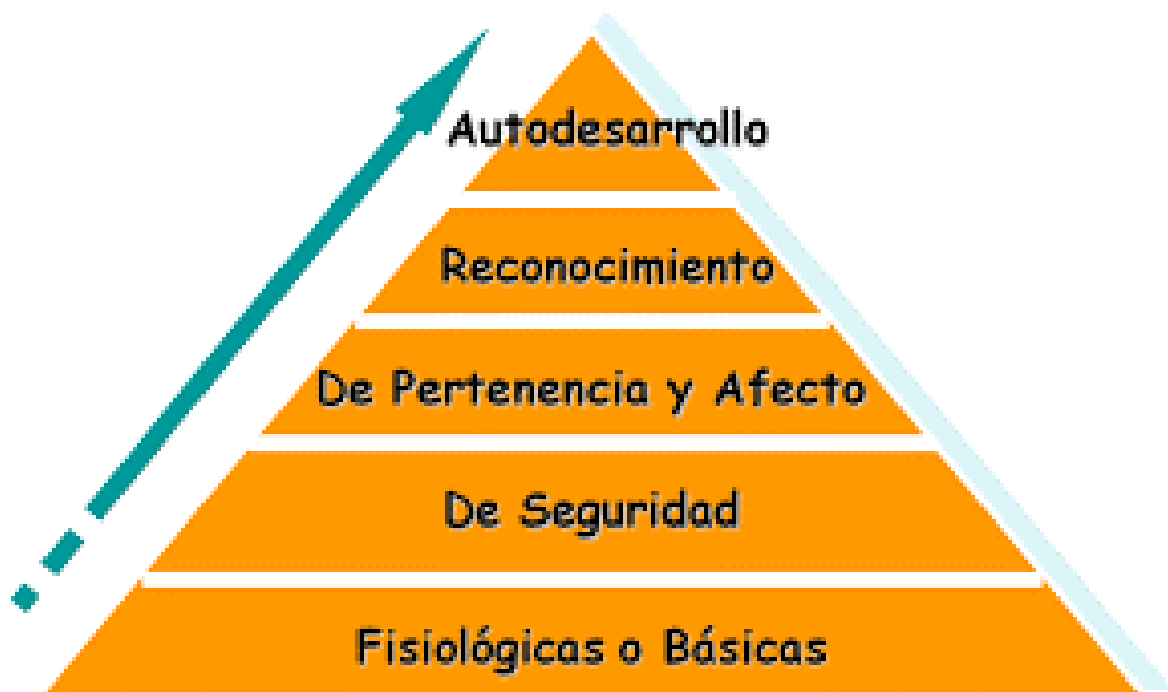 Autodesarrollo
Reconocimiento
De Pertenencia y Afecto
De Seguridad
Fisiológicas o Básicas